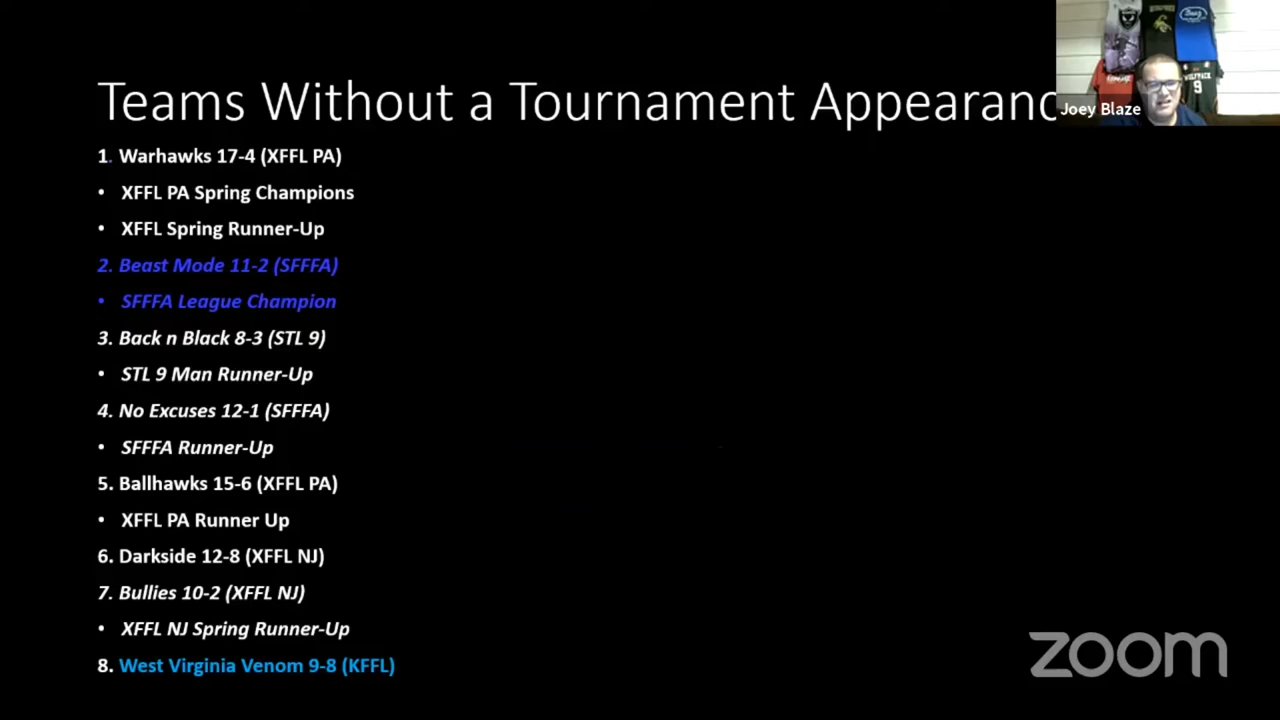 Teams Without a Tournament Appearanc
Joey Blaze
1. Warhawks 17-4 (XFFL PA)
• XFFL PA Spring Champions
• XFFL Spring Runner-Up
2. Beast Mode 11-2 (SFFFA)
• SFFFA League Champion
3. Back n Black 8-3 (STL 9)
• STL 9 Man Runner-Up
4. No Excuses 12-1 (SFFFA)
• SFFFA Runner-Up
5. Ballhawks 15-6 (XFFL PA)
• XFFL PA Runner Up
6. Darkside 12-8 (XFFL NJ)
7. Bullies 10-2 (XFFL NJ)
• XFFL NJ Spring Runner-Up
8. West Virginia Venom 9-8 (KFFL)
zoom
WOLFPACK
9